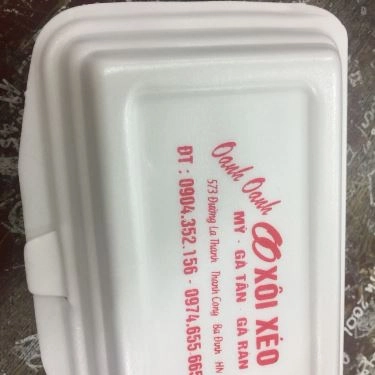 Oanh Oanh
XÔI XÉO
MỲ - GÀ TẦN - GÀ RÁN
573 Đường La Thành Thành Công Ba Đình HN
ĐT : 0904.352.156 - 0974.655.665